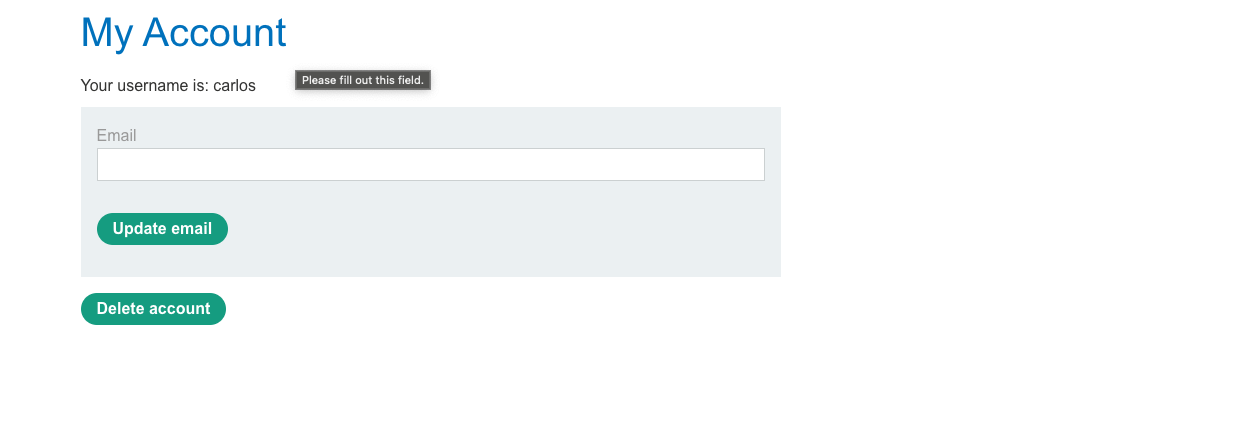 My Account
Your username is: carlos
Please fill out this field.
Email
Update email
Delete account